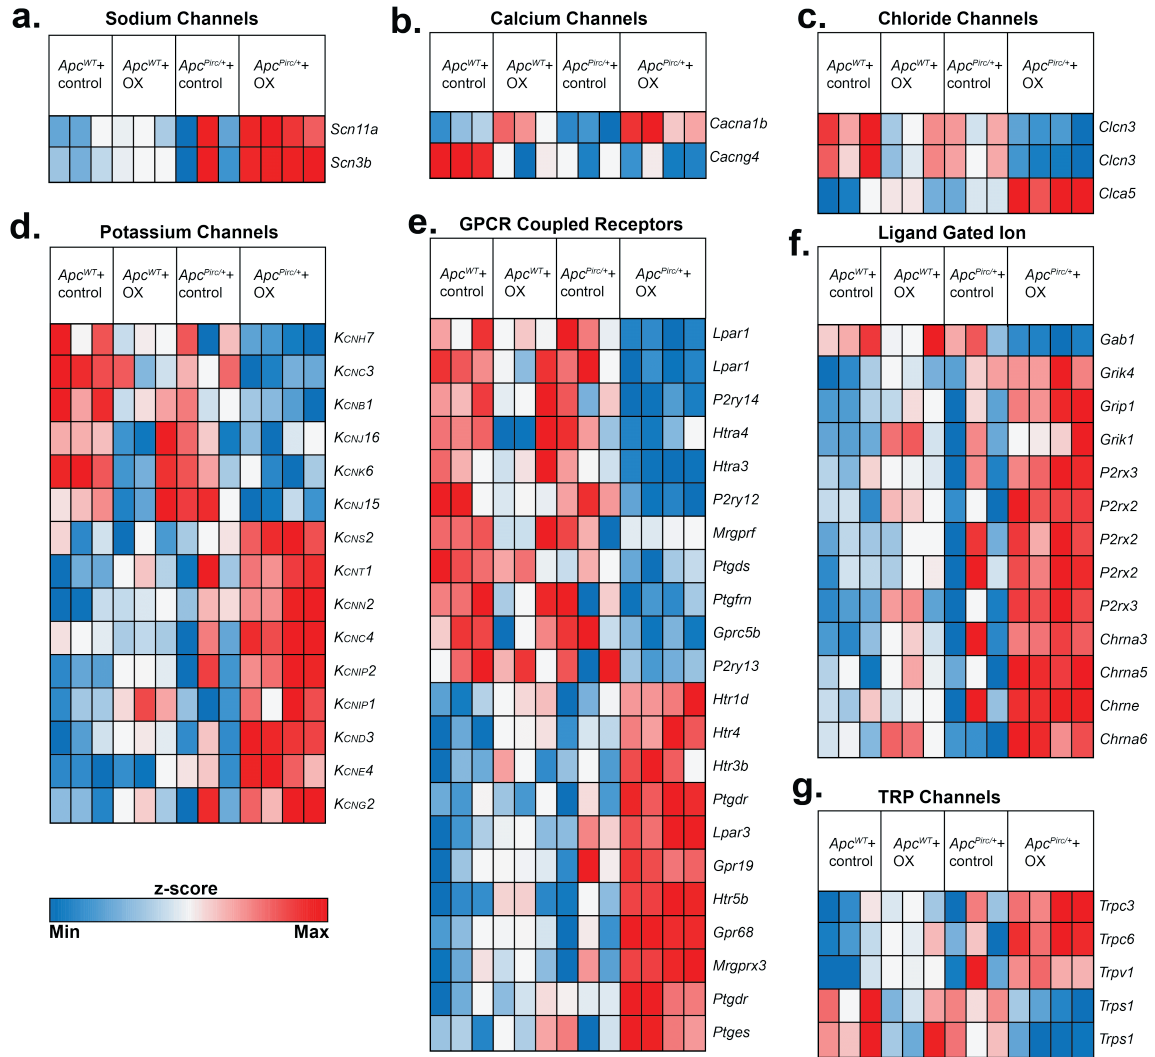 a.
Sodium Channels
ApcWT+ control
ApcWT+ OX
ApcPirc/++ control
ApcPirc/++ OX
Scn11a
Scn3b
b.
Calcium Channels
ApcWT+ control
ApcWT+ OX
ApcPirc/++ control
ApcPirc/++ OX
Cacna1b
Cacng4
c.
Chloride Channels
ApcWT+ control
ApcWT+ OX
ApcPirc/++ control
ApcPirc/++ OX
Clcn3
Clcn3
Clca5
d.
Potassium Channels
ApcWT+ control
ApcWT+ OX
ApcPirc/++ control
ApcPirc/++ OX
KCNH7
KCNC3
KCNB1
KCNJ16
KCNK6
KCNJ15
KCNS2
KCNT1
KCNN2
KCNC4
KCNIP2
KCNIP1
KCND3
KCNE4
KCNG2
z-score
Min
Max
e.
GPCR Coupled Receptors
ApcWT+ control
ApcWT+ OX
ApcPirc/++ control
ApcPirc/++ OX
Lpar1
Lpar1
P2ry14
Htra4
Htra3
P2ry12
Mrgprf
Ptgds
Ptgfrn
Gprc5b
P2ry13
Htr1d
Htr4
Htr3b
Ptgdr
Lpar3
Gpr19
Htr5b
Gpr68
Mrgprx3
Ptgdr
Ptges
f.
Ligand Gated Ion
ApcWT+ control
ApcWT+ OX
ApcPirc/++ control
ApcPirc/++ OX
Gab1
Grik4
Grip1
Grik1
P2rx3
P2rx2
P2rx2
P2rx2
P2rx3
Chrna3
Chrna5
Chrne
Chrna6
g.
TRP Channels
ApcWT+ control
ApcWT+ OX
ApcPirc/++ control
ApcPirc/++ OX
Trpc3
Trpc6
Trpv1
Trps1
Trps1